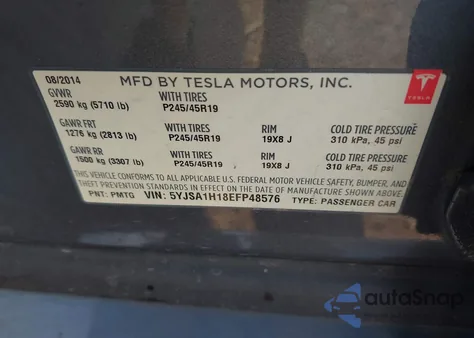 08/2014 MFD BY TESLA MOTORS, INC.
GVWR WITH TIRES
2590 kg (5710 lb) P245/45R19
TESLA
GAWR FRT WITH TIRES RIM COLD TIRE PRESSURE
1276 kg (2813 lb) P245/45R19 19X8 J 310 kPa, 45 psi
GAWR RR WITH TIRES RIM COLD TIRE PRESSURE
1500 kg (3307 lb) P245/45R19 19X8 J 310 kPa, 45 psi
THIS VEHICLE CONFORMS TO ALL APPLICABLE U.S. FEDERAL MOTOR VEHICLE SAFETY, BUMPER, AND
THEFT PREVENTION STANDARDS IN EFFECT ON THE DATE OF MANUFACTURE SHOWN ABOVE.
PNT: PMTG VIN: 5YJSA1H18EFP48576 TYPE: PASSENGER CAR
autoSnap